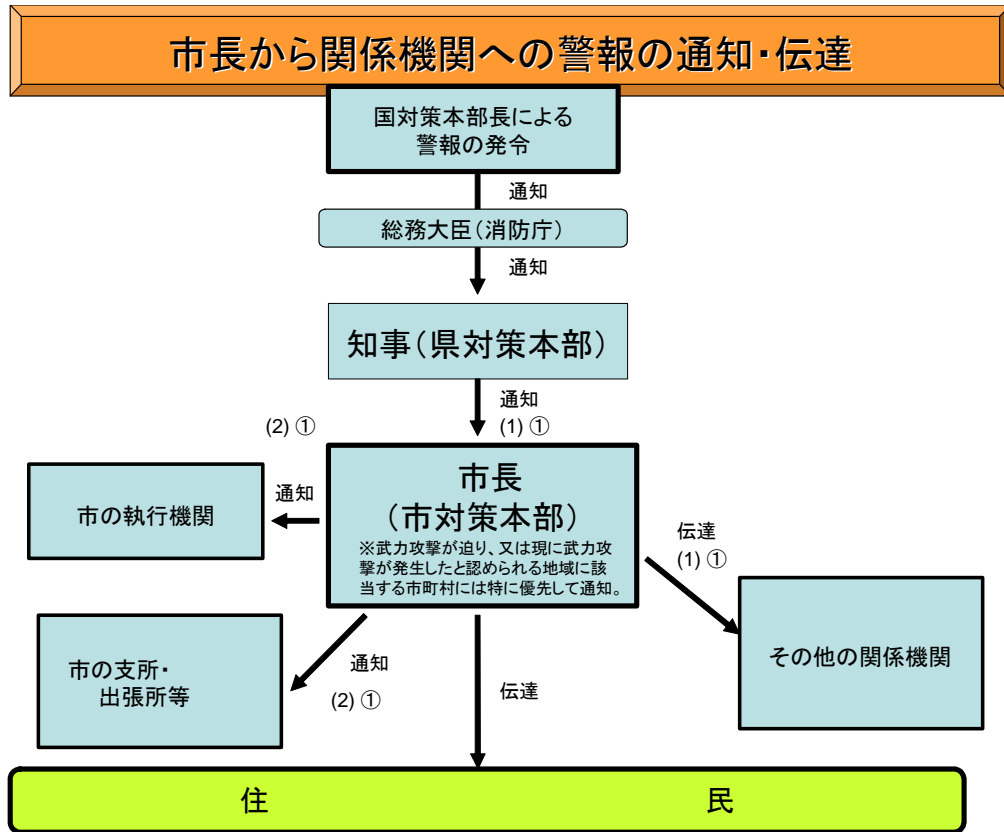 市長から関係機関への警報の通知・伝達
国対策本部長による
警報の発令
通知
総務大臣（消防庁）
通知
知事（県対策本部）
通知
(1) ①
(2) ①
市長
（市対策本部）
※武力攻撃が迫り、又は現に武力攻
撃が発生したと認められる地域に該
当する市町村には特に優先して通知。
通知
市の執行機関
伝達
(1) ①
その他の関係機関
市の支所・
出張所等
通知
(2) ①
伝達
住 民